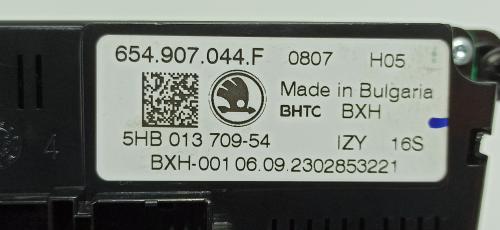 654.907.044.F 0807 H05
Made in Bulgaria
BHTC BXH
5HB 013 709-54 IZY 16S
BXH-001 06.09.2302853221
4